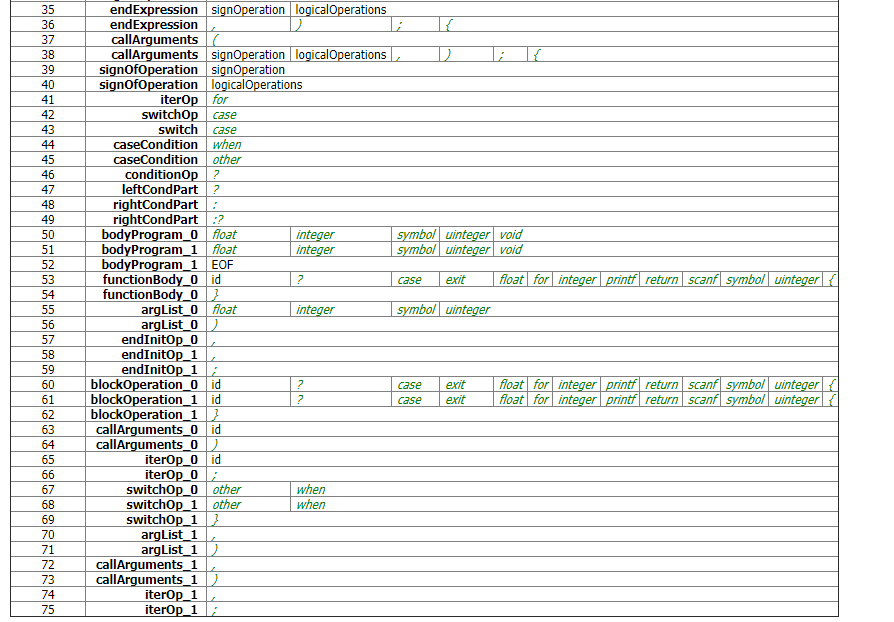 35 endExpression signOperation logicalOperations
36 endExpression , ) ; {
37 callArguments (
38 callArguments signOperation logicalOperations , ) ; {
39 signOfOperation signOperation
40 signOfOperation logicalOperations
41 iterOp for
42 switchOp case
43 switch case
44 caseCondition when
45 caseCondition other
46 conditionOp ?
47 leftCondPart ?
48 rightCondPart :
49 rightCondPart :?
50 bodyProgram_0 float integer symbol uinteger void
51 bodyProgram_1 float integer symbol uinteger void
52 bodyProgram_1 EOF
53 functionBody_0 id ? case exit float for integer printf return scanf symbol uinteger {
54 functionBody_0 }
55 argList_0 float integer symbol uinteger
56 argList_0 )
57 endInitOp_0 ,
58 endInitOp_1 ,
59 endInitOp_1 ;
60 blockOperation_0 id ? case exit float for integer printf return scanf symbol uinteger {
61 blockOperation_1 id ? case exit float for integer printf return scanf symbol uinteger {
62 blockOperation_1 }
63 callArguments_0 id
64 callArguments_0 )
65 iterOp_0 id
66 iterOp_0 ;
67 switchOp_0 other when
68 switchOp_1 other when
69 switchOp_1 }
70 argList_1 ,
71 argList_1 )
72 callArguments_1 ,
73 callArguments_1 )
74 iterOp_1 ,
75 iterOp_1 ;